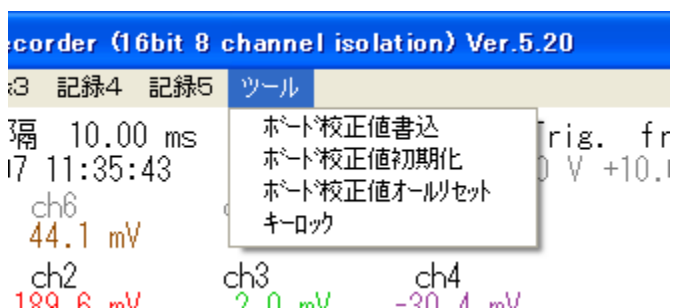 ecorder (16bit 8 channel isolation) Ver.5.20
3 記録4 記録5 ツール
隔 10.00 ms
ﾎﾞｰﾄﾞ校正値書込
Trig. fr
7 11:35:43
ﾎﾞｰﾄﾞ校正値初期化
V +10.
ch6
ﾎﾞｰﾄﾞ校正値ｵｰﾙﾘｾｯﾄ
44.1 mV
ｷｰﾛｯｸ
ch2 ch3 ch4
189.6 mV 2.0 mV -30.4 mV